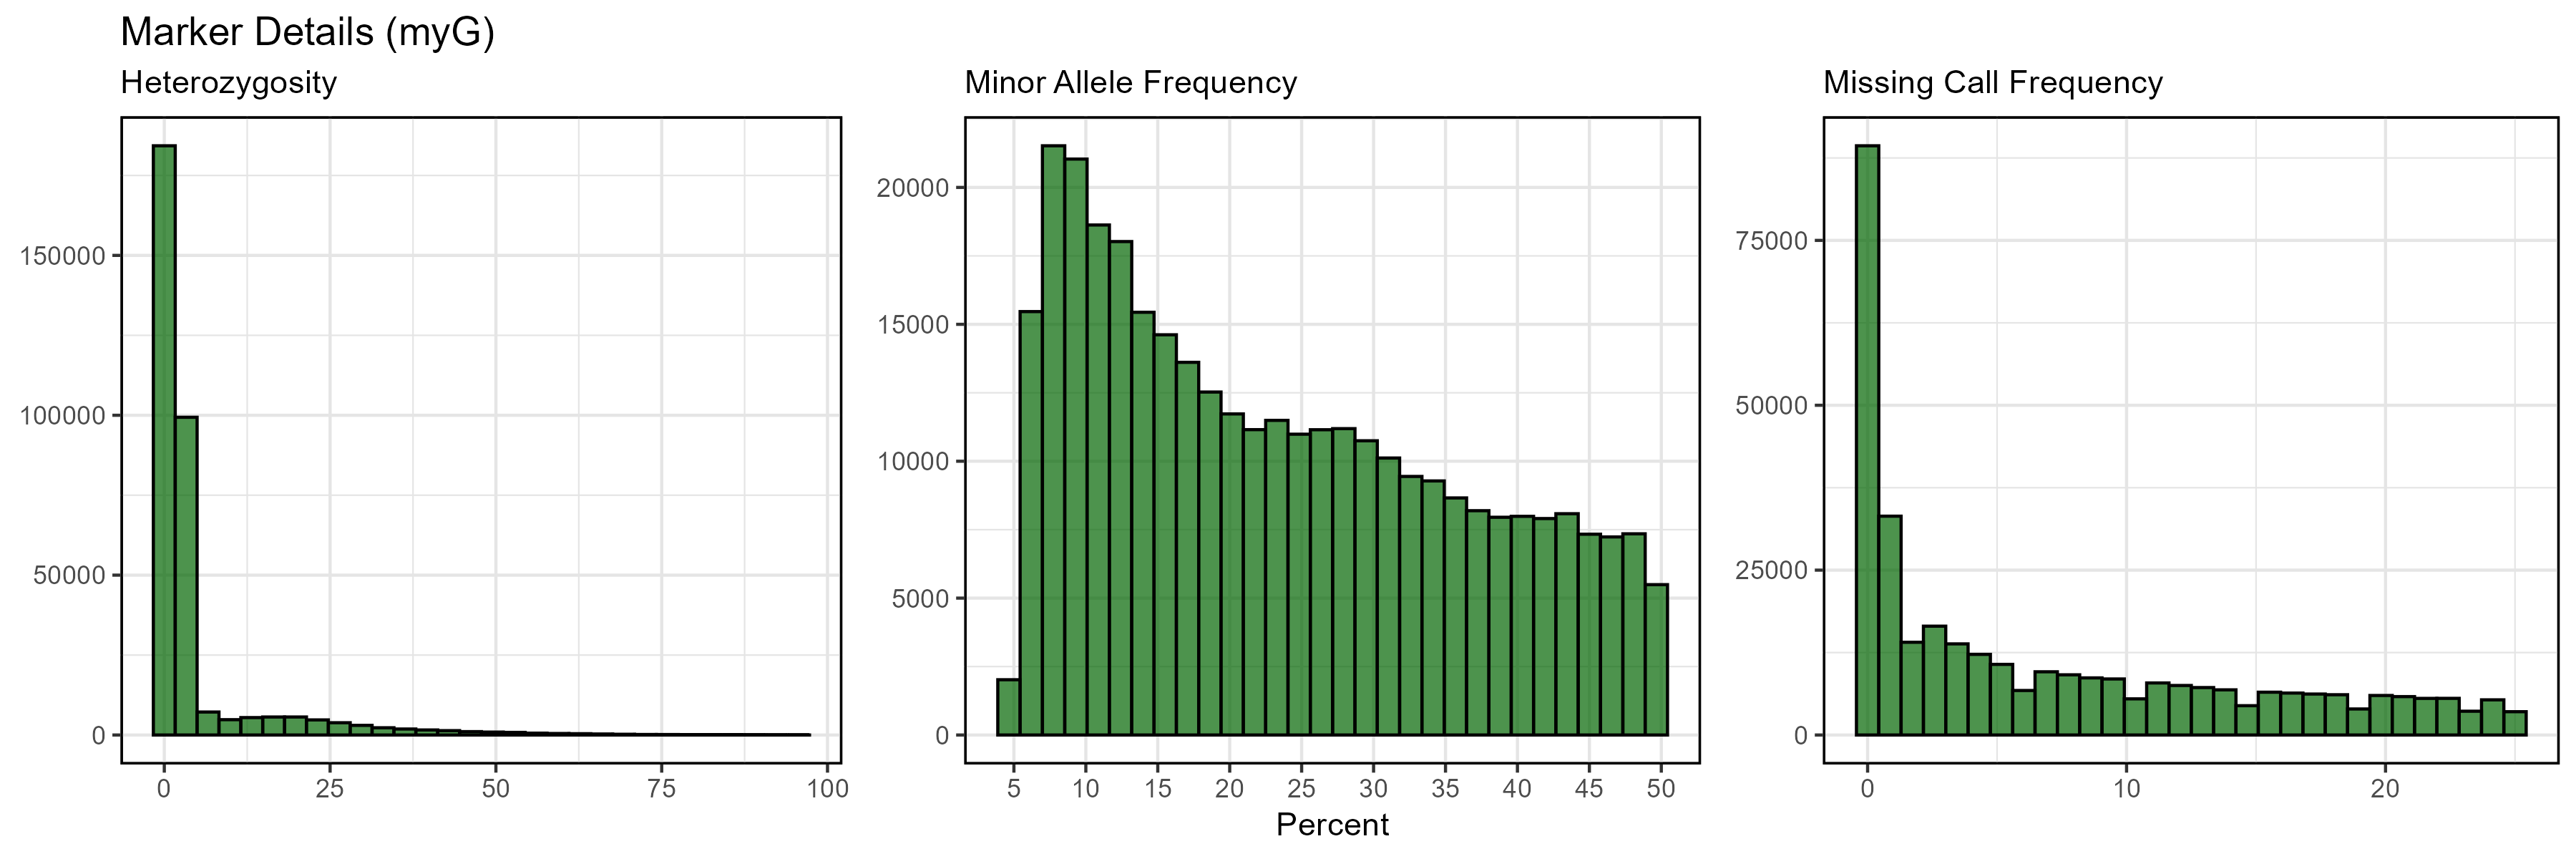 Marker Details (myG)
Heterozygosity
150000
100000
50000
0
0 25 50 75 100
Minor Allele Frequency
20000
15000
10000
5000
0
5 10 15 20 25 30 35 40 45 50
Percent
Missing Call Frequency
75000
50000
25000
0
0 10 20